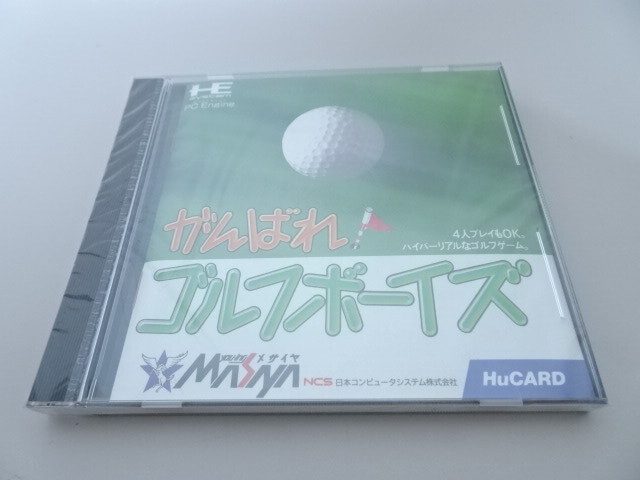 HE
PC Engine
がんばれ!
4人プレイもOK。
ハイパーリアルなゴルフゲーム。
ゴルフボーイズ
メサイヤ
MASAYA
NCS 日本コンピュータシステム株式会社
HuCARD